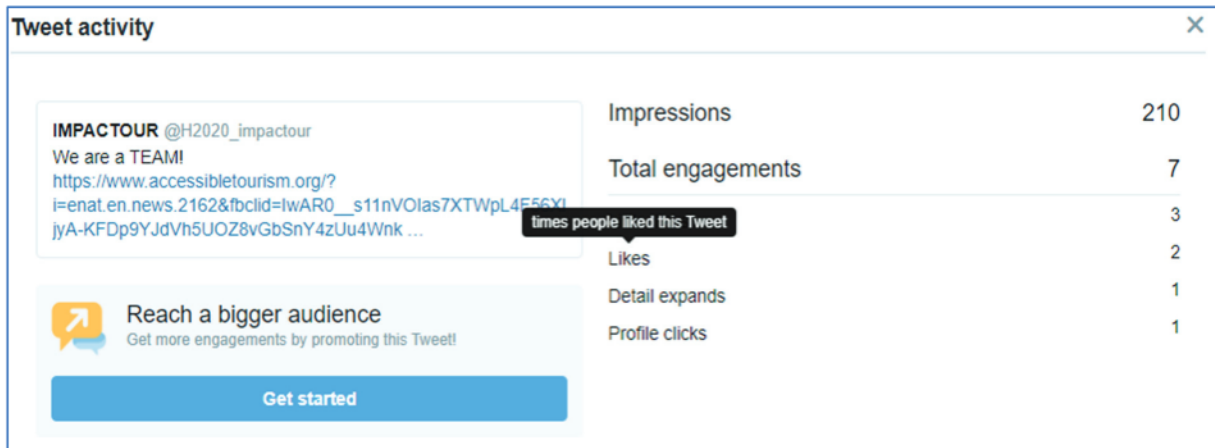 Tweet activity
IMPACTOUR @H2020_impactour
We are a TEAM!
https://www.accessibletourism.org/?
i=enat.en.news.2162&fbclid=IwAR0__s11nVOIas7XTWpL4E56XI
jyA-KFDp9YJdVh5UOZ8vGbSnY4zUu4Wnk ...
Reach a bigger audience
Get more engagements by promoting this Tweet!
Get started
Impressions 210
Total engagements 7
3
times people liked this Tweet
Likes 2
Detail expands 1
Profile clicks 1